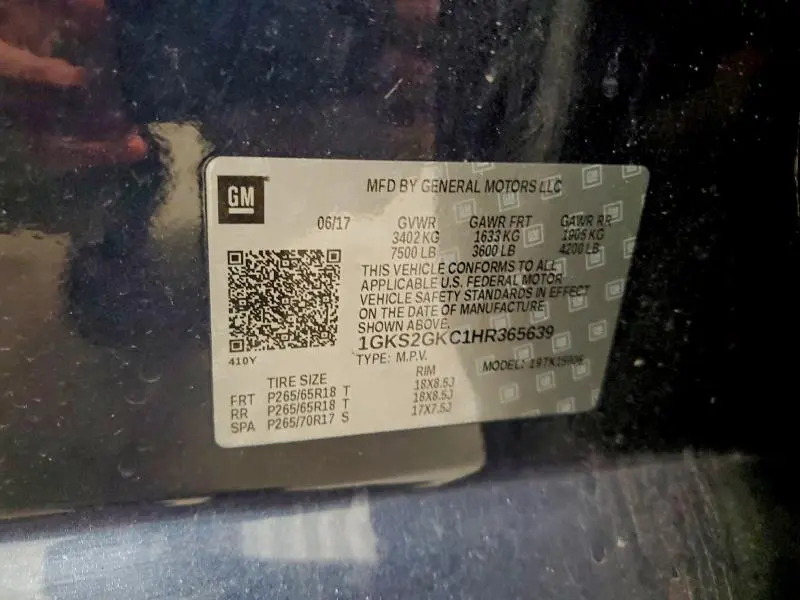 GM
MFD BY GENERAL MOTORS LLC
06/17 GVWR GAWR FRT GAWR RR
3402 KG 1633 KG 1905 KG
7500 LB 3600 LB 4200 LB
THIS VEHICLE CONFORMS TO ALL
APPLICABLE U.S. FEDERAL MOTOR
VEHICLE SAFETY STANDARDS IN EFFECT
ON THE DATE OF MANUFACTURE
SHOWN ABOVE.
1GKS2GKC1HR365639
410Y
TYPE: M.P.V. MODEL:
TIRE SIZE RIM
FRT P265/65R18 T 18X8.5J
RR P265/65R18 T 18X8.5J
SPA P265/70R17 S 17X7.5J